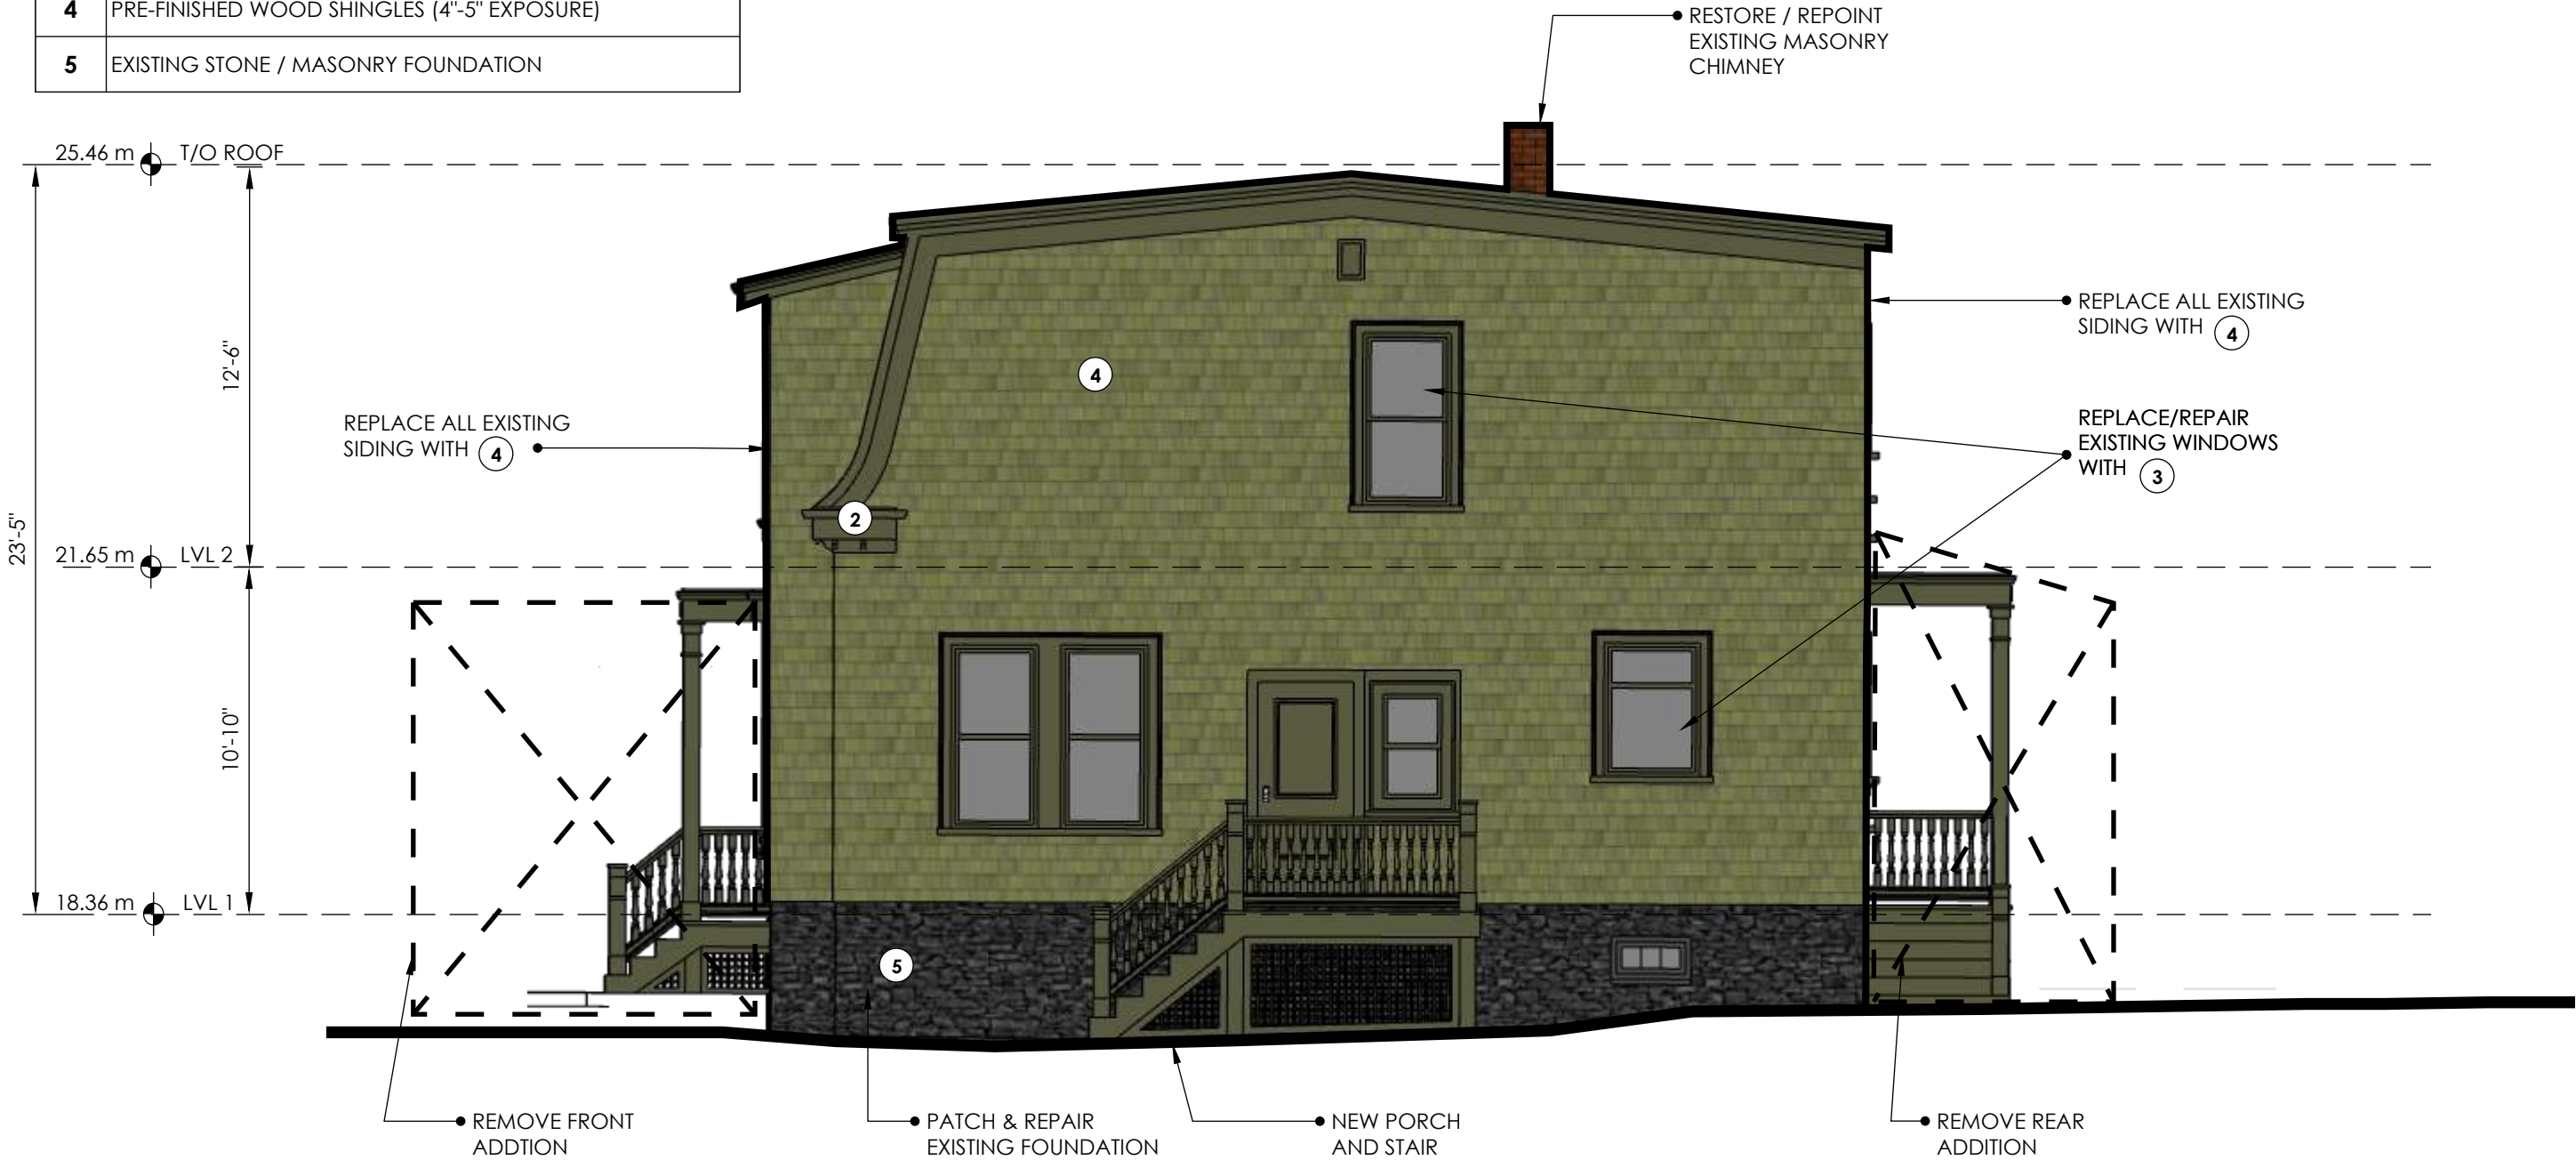 4 PRE-FINISHED WOOD SHINGLES (4"-5" EXPOSURE)
5 EXISTING STONE / MASONRY FOUNDATION
RESTORE / REPOINT
EXISTING MASONRY
CHIMNEY
25.46 m T/O ROOF
REPLACE ALL EXISTING
SIDING WITH 4
12'-6"
4
REPLACE ALL EXISTING
SIDING WITH 4
REPLACE/REPAIR
EXISTING WINDOWS
WITH 3
2
23'-5"
21.65 m LVL 2
10'-10"
18.36 m LVL 1
5
REMOVE FRONT
ADDTION
PATCH & REPAIR
EXISTING FOUNDATION
NEW PORCH
AND STAIR
REMOVE REAR
ADDITION